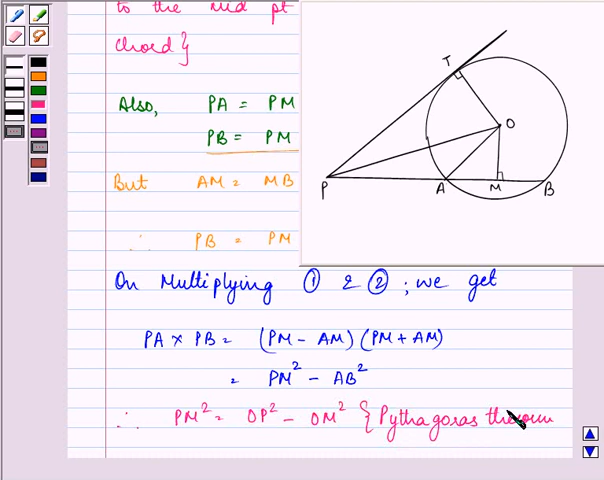 to the mid pt
chord}
Also, PA = PM
PB = PM
But AM = MB
∴ PB = PM
On Multiplying ① & ② ; we get
PA × PB = (PM - AM) (PM + AM)
= PM² - AB²
∴ PM² = OP² - OM² {Pythagoras theorem
T
O
P A M B